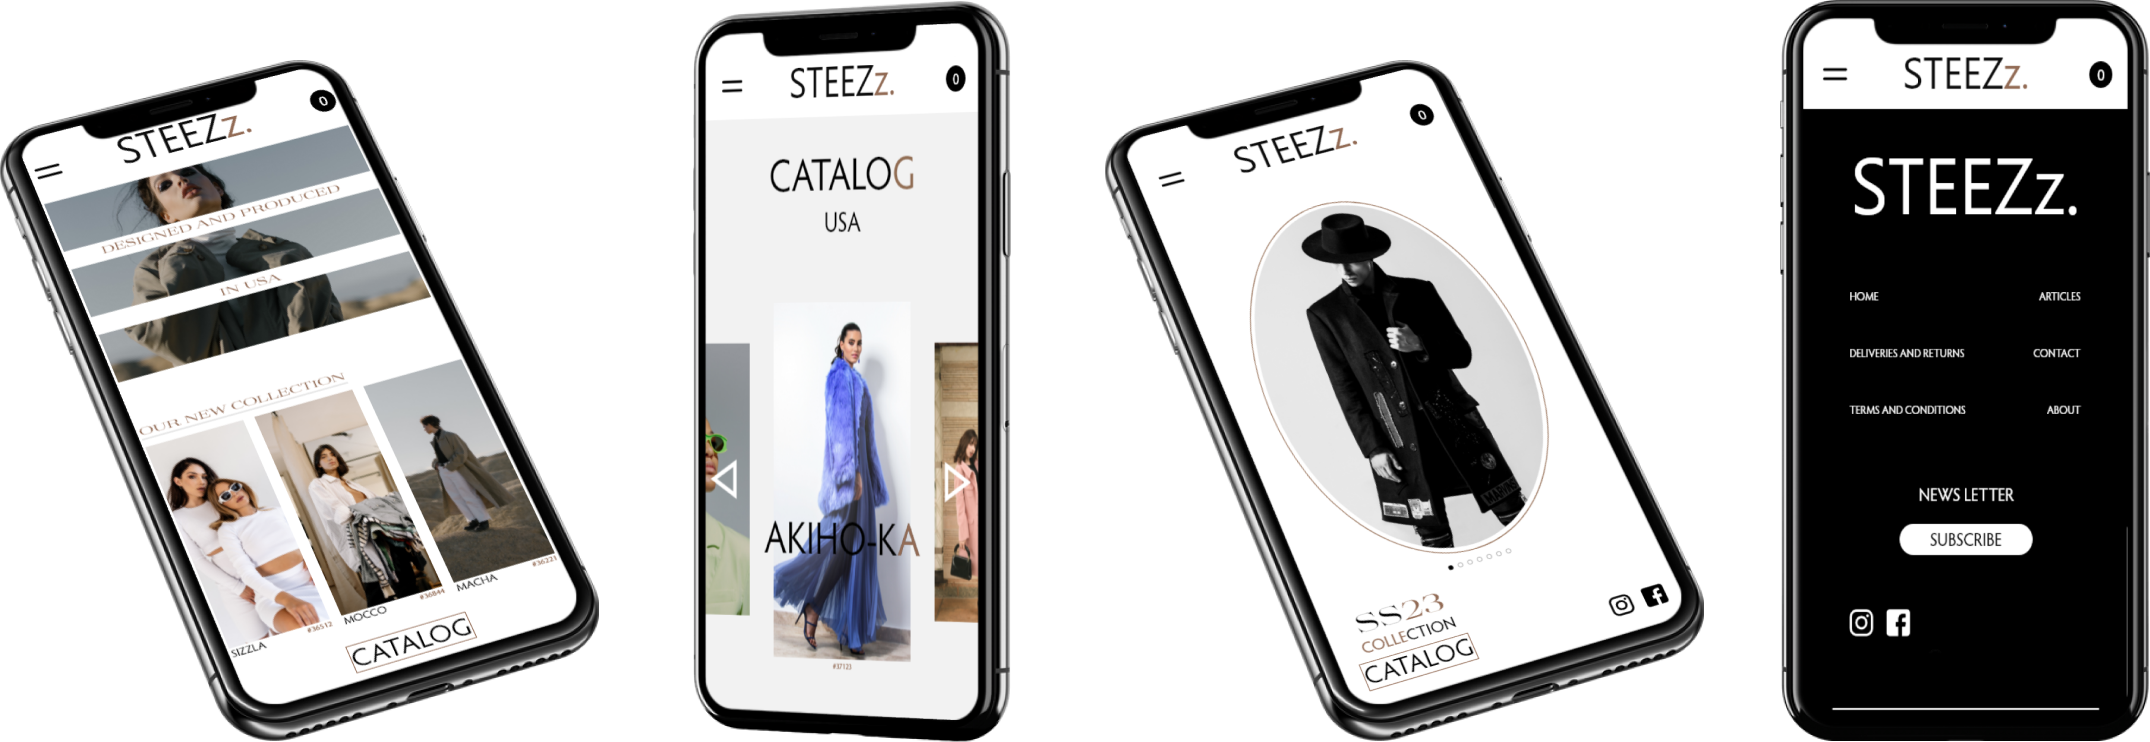 STEEZz.
0
DESIGNED AND PRODUCED
IN USA
OUR NEW COLLECTION
SIZZLA
#36512
MOCCO
#36844
MACHA
#36221
CATALOG
STEEZz.
0
CATALOG
USA
AKIHO-KA
#37123
STEEZz.
0
SS23
COLLECTION
CATALOG
STEEZz.
0
STEEZz.
HOME
ARTICLES
DELIVERIES AND RETURNS
CONTACT
TERMS AND CONDITIONS
ABOUT
NEWS LETTER
SUBSCRIBE